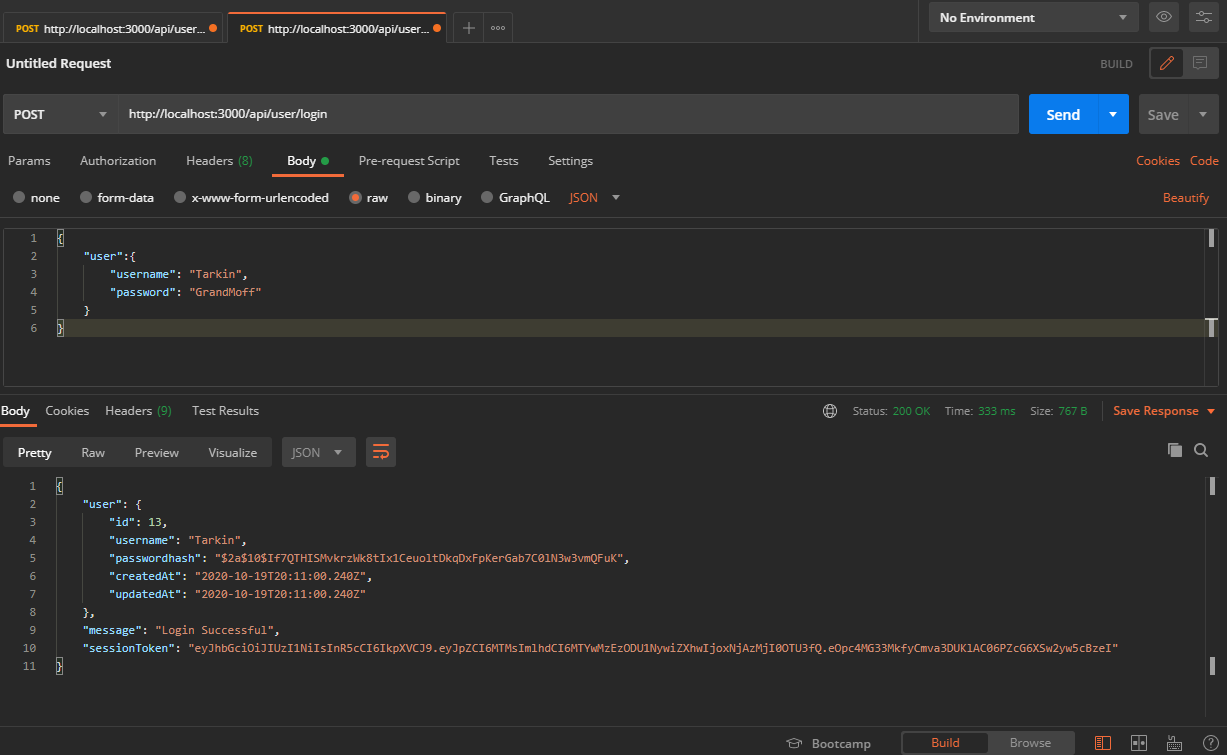 POST http://localhost:3000/api/user... POST http://localhost:3000/api/user... No Environment
Untitled Request BUILD
POST http://localhost:3000/api/user/login Send Save
Params Authorization Headers (8) Body Pre-request Script Tests Settings Cookies Code
none form-data x-www-form-urlencoded raw binary GraphQL JSON Beautify
1 {
2 "user":{
3 "username": "Tarkin",
4 "password": "GrandMoff"
5 }
6 }
Body Cookies Headers (9) Test Results Status: 200 OK Time: 333 ms Size: 767 B Save Response
Pretty Raw Preview Visualize JSON
1 {
2 "user": {
3 "id": 13,
4 "username": "Tarkin",
5 "passwordhash": "$2a$10$If7QTHISMvkrzWk8tIx1CeuoltDkqDxFpKerGab7C0lN3w3vmQFuK",
6 "createdAt": "2020-10-19T20:11:00.240Z",
7 "updatedAt": "2020-10-19T20:11:00.240Z"
8 },
9 "message": "Login Successful",
10 "sessionToken": "eyJhbGciOiJIUzI1NiIsInR5cCI6IkpXVCJ9.eyJpZCI6MTMsImlhdCI6MTYwMzEzODU1NywiZXhwIjoxNjAzMjI0OTU3fQ.eOpc4MG33MkfyCmva3DUKlAC06PZcG6XSw2yw5cBzeI"
11 }
Bootcamp Build Browse